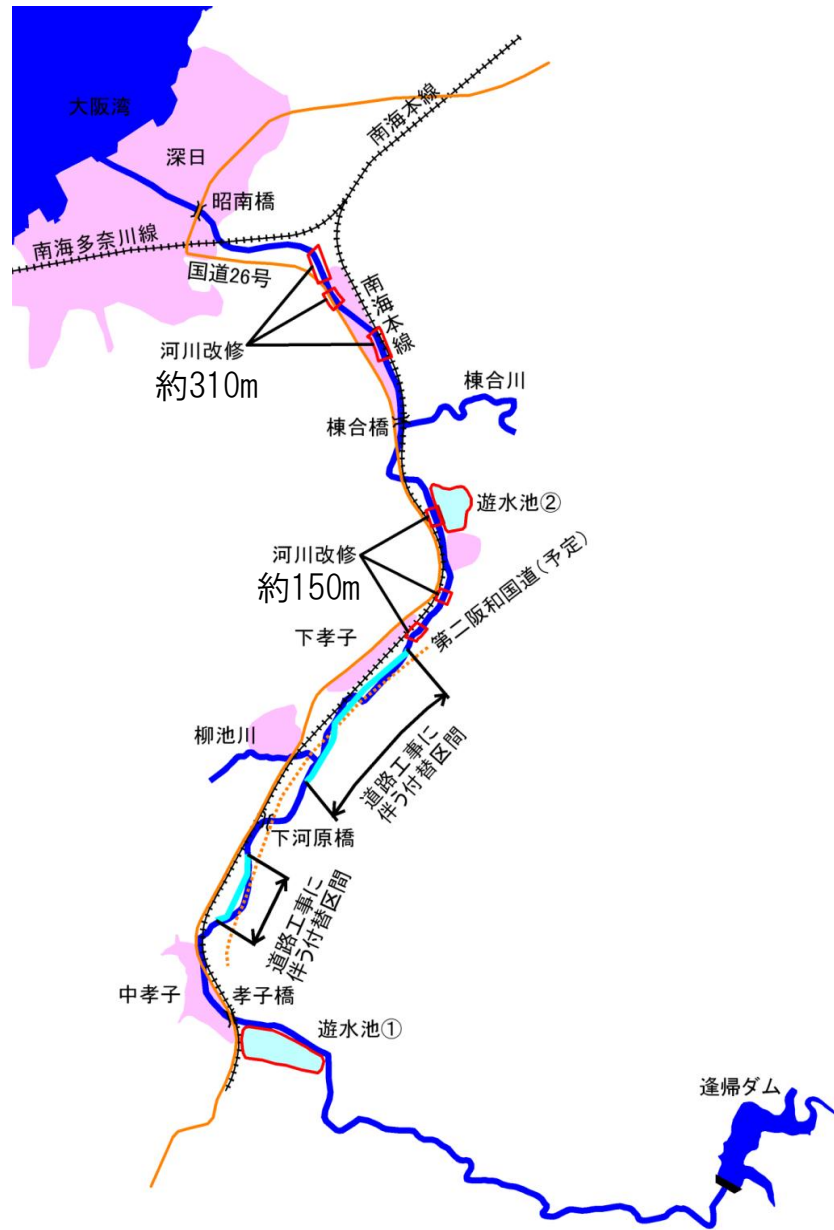 大阪湾
深日
南海本線
昭南橋
南海多奈川線
国道26号
南海本線
河川改修
約310m
棟合川
棟合橋
遊水池②
河川改修
約150m
第二阪和国道(予定)
下孝子
柳池川
道路工事に
伴う付替区間
下河原橋
道路工事に
伴う付替区間
中孝子
孝子橋
遊水池①
逢帰ダム